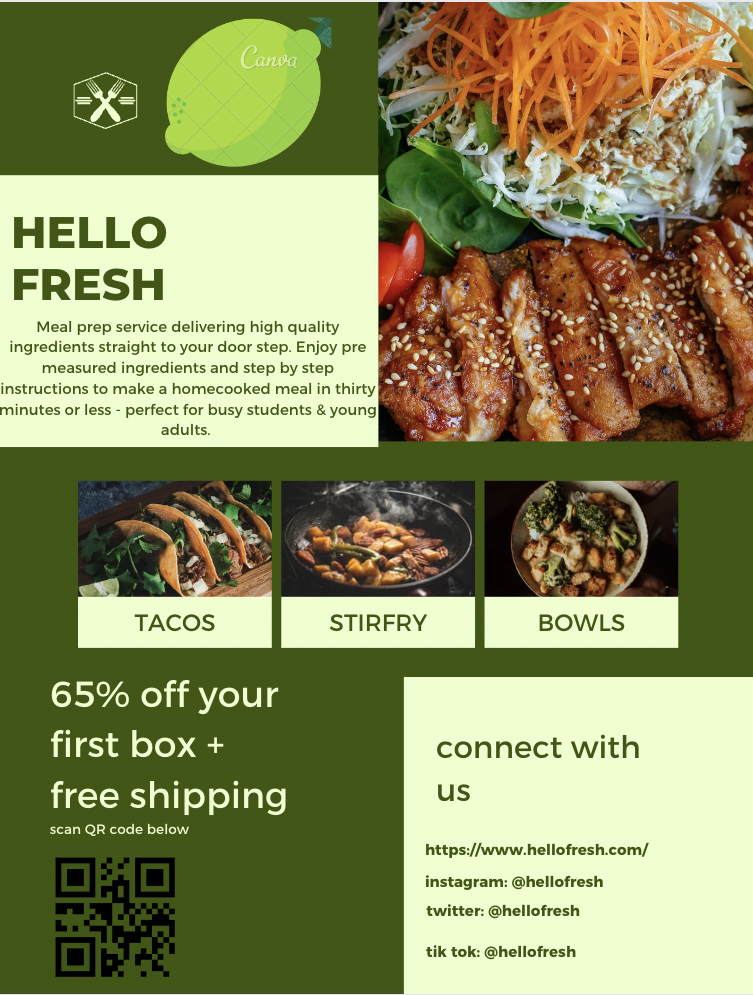 Canva
HELLO
FRESH
Meal prep service delivering high quality
ingredients straight to your door step. Enjoy pre
measured ingredients and step by step
instructions to make a homecooked meal in thirty
minutes or less - perfect for busy students & young
adults.
TACOS
STIRFRY
BOWLS
65% off your
first box +
free shipping
scan QR code below
connect with
us
https://www.hellofresh.com/
instagram: @hellofresh
twitter: @hellofresh
tik tok: @hellofresh